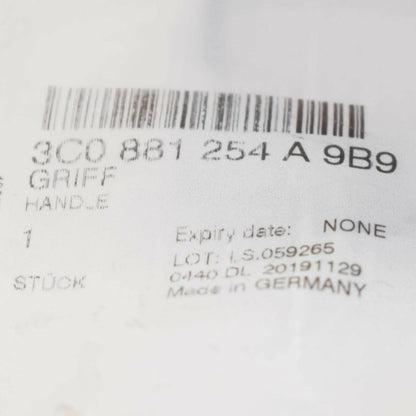 3C0 881 254 A 9B9
GRIFF
HANDLE
1
Expiry date: NONE
LOT: I.S.059265
0440 DL 20191129
STÜCK
Made in GERMANY